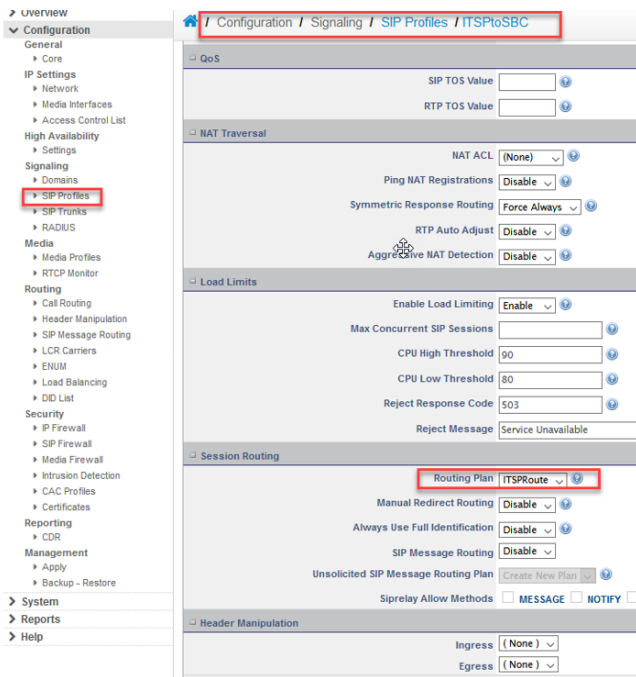 Overview
Configuration
General
Core
IP Settings
Network
Media Interfaces
Access Control List
High Availability
Settings
Signaling
Domains
SIP Profiles
SIP Trunks
RADIUS
Media
Media Profiles
RTCP Monitor
Routing
Call Routing
Header Manipulation
SIP Message Routing
LCR Carriers
ENUM
Load Balancing
DID List
Security
IP Firewall
SIP Firewall
Media Firewall
Intrusion Detection
CAC Profiles
Certificates
Reporting
CDR
Management
Apply
Backup - Restore
System
Reports
Help
/ Configuration / Signaling / SIP Profiles / ITSPtoSBC
QoS
SIP TOS Value
RTP TOS Value
NAT Traversal
NAT ACL (None)
Ping NAT Registrations Disable
Symmetric Response Routing Force Always
RTP Auto Adjust Disable
Aggressive NAT Detection Disable
Load Limits
Enable Load Limiting Enable
Max Concurrent SIP Sessions
CPU High Threshold 90
CPU Low Threshold 80
Reject Response Code 503
Reject Message Service Unavailable
Session Routing
Routing Plan ITSPRoute
Manual Redirect Routing Disable
Always Use Full Identification Disable
SIP Message Routing Disable
Unsolicited SIP Message Routing Plan Create New Plan
Siprelay Allow Methods MESSAGE NOTIFY
Header Manipulation
Ingress ( None )
Egress ( None )